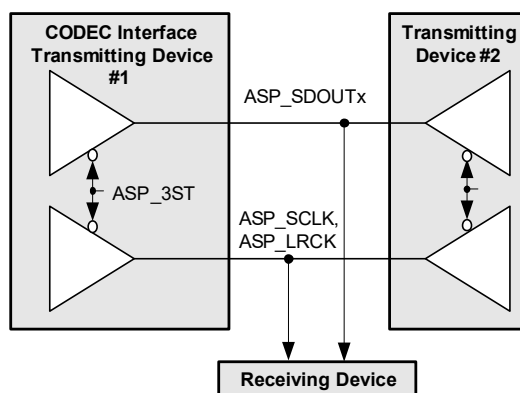 CODEC Interface
Transmitting Device
#1
Transmitting
Device #2
ASP_SDOUTx
ASP_3ST
ASP_SCLK,
ASP_LRCK
Receiving Device